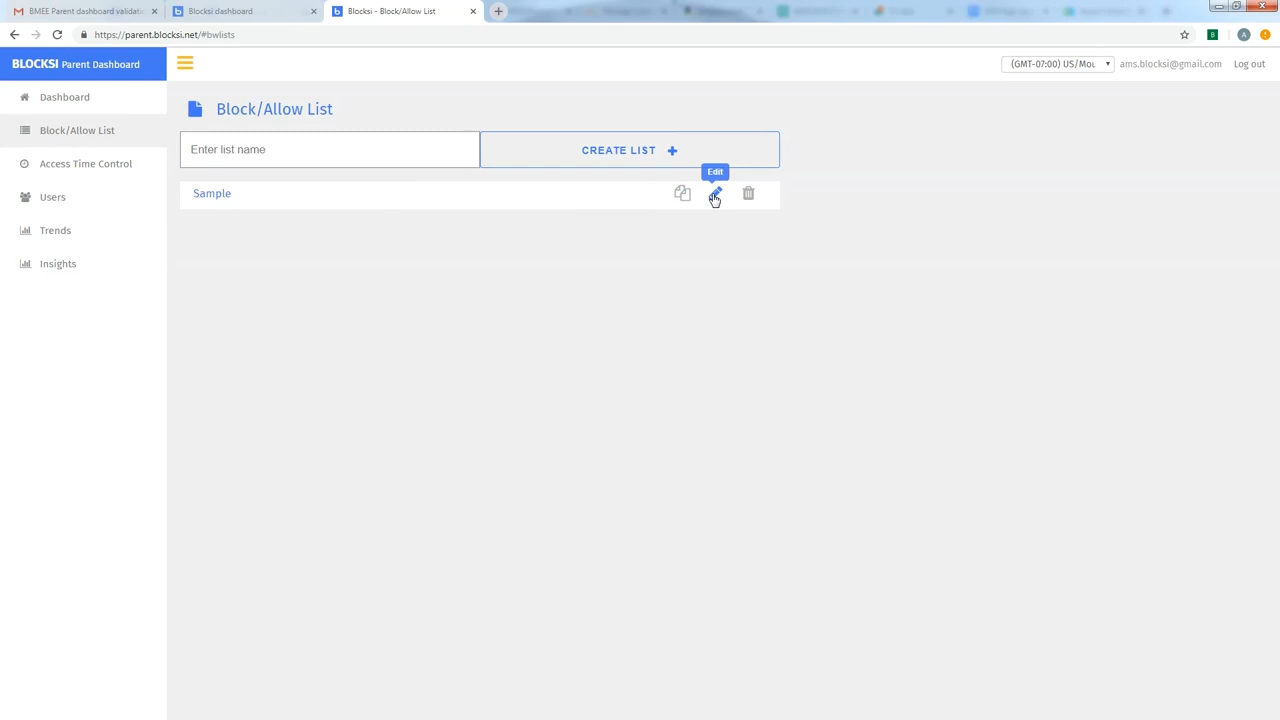 BMEE Parent dashboard validati
Blocksi dashboard
Blocksi - Block/Allow List
https://parent.blocksi.net/#bwlists
BLOCKSI Parent Dashboard
(GMT-07:00) US/Mou
ams.blocksi@gmail.com
Log out
Dashboard
Block/Allow List
Access Time Control
Users
Trends
Insights
Block/Allow List
Enter list name
CREATE LIST +
Edit
Sample